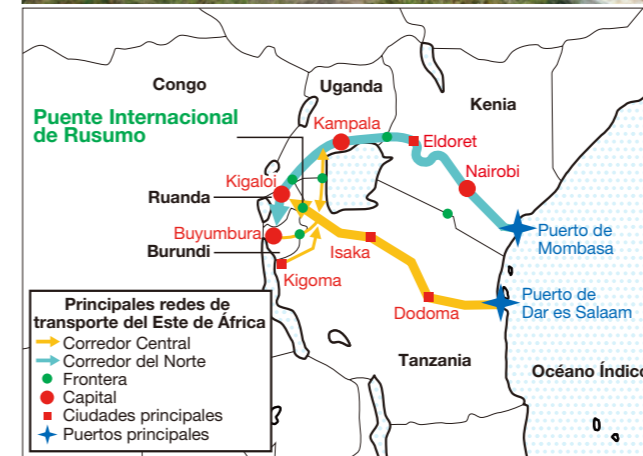 Congo
Uganda
Kenia
Puente Internacional
de Rusumo
Kampala
Eldoret
Kigaloi
Nairobi
Ruanda
Buyumbura
Burundi
Isaka
Puerto de
Mombasa
Kigoma
Dodoma
Puerto de
Dar es Salaam
Tanzania
Océano Índico
Principales redes de
transporte del Este de África
Corredor Central
Corredor del Norte
Frontera
Capital
Ciudades principales
Puertos principales